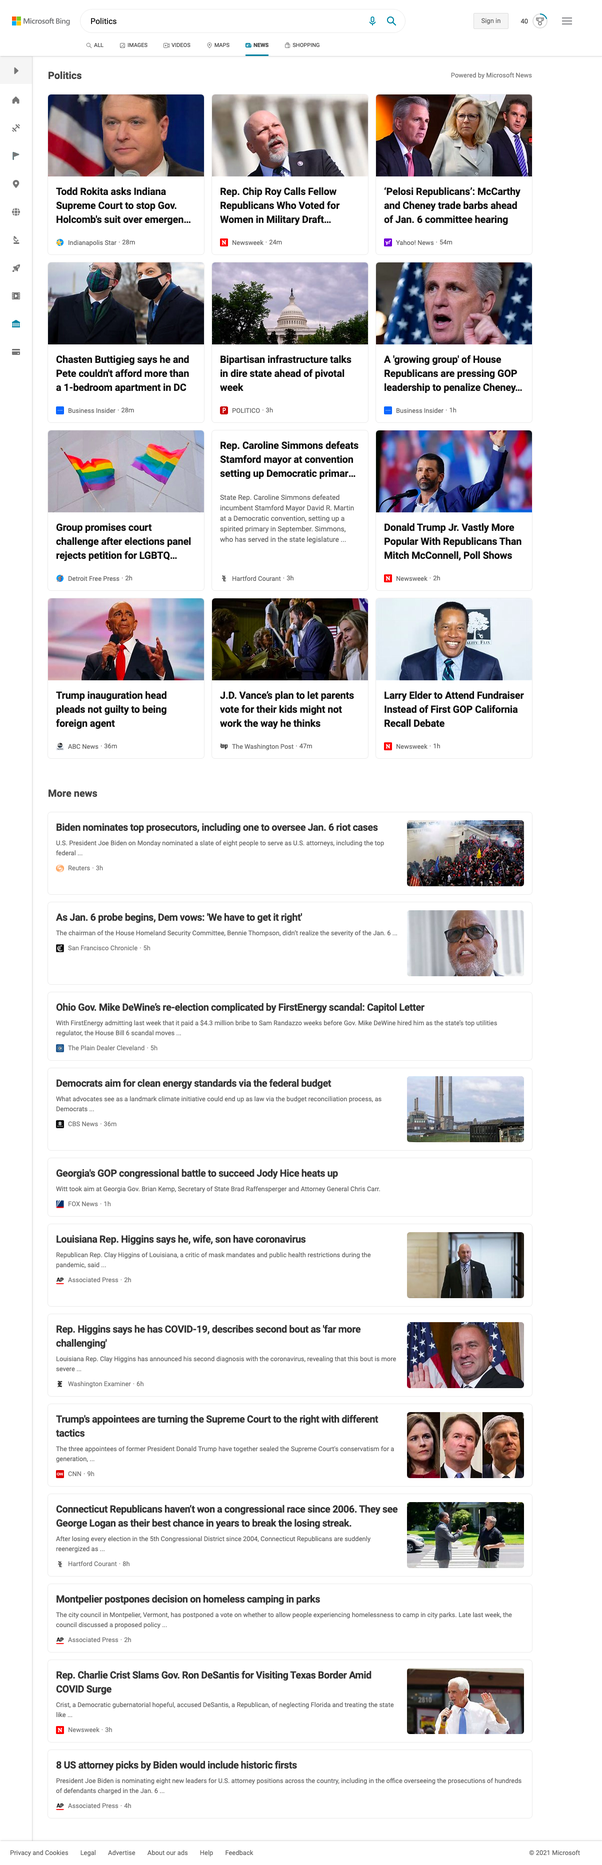 Microsoft Bing
Politics
Sign in
40
ALL
IMAGES
VIDEOS
MAPS
NEWS
SHOPPING
Politics
Powered by Microsoft News
Todd Rokita asks Indiana
Supreme Court to stop Gov.
Holcomb's suit over emergen...
Indianapolis Star · 28m
Rep. Chip Roy Calls Fellow
Republicans Who Voted for
Women in Military Draft...
Newsweek · 24m
'Pelosi Republicans': McCarthy
and Cheney trade barbs ahead
of Jan. 6 committee hearing
Yahoo! News · 54m
Chasten Buttigieg says he and
Pete couldn't afford more than
a 1-bedroom apartment in DC
Business Insider · 28m
Bipartisan infrastructure talks
in dire state ahead of pivotal
week
POLITICO · 3h
A 'growing group' of House
Republicans are pressing GOP
leadership to penalize Cheney...
Business Insider · 1h
Group promises court
challenge after elections panel
rejects petition for LGBTQ...
Detroit Free Press · 2h
Rep. Caroline Simmons defeats
Stamford mayor at convention
setting up Democratic primar...
State Rep. Caroline Simmons defeated
incumbent Stamford Mayor David R. Martin
at a Democratic convention, setting up a
spirited primary in September. Simmons,
who has served in the state legislature ...
Hartford Courant · 3h
Donald Trump Jr. Vastly More
Popular With Republicans Than
Mitch McConnell, Poll Shows
Newsweek · 2h
Trump inauguration head
pleads not guilty to being
foreign agent
ABC News · 36m
J.D. Vance's plan to let parents
vote for their kids might not
work the way he thinks
wp The Washington Post · 47m
Larry Elder to Attend Fundraiser
Instead of First GOP California
Recall Debate
Newsweek · 1h
More news
Biden nominates top prosecutors, including one to oversee Jan. 6 riot cases
U.S. President Joe Biden on Monday nominated a slate of eight people to serve as U.S. attorneys, including the top
federal ...
Reuters · 3h
As Jan. 6 probe begins, Dem vows: 'We have to get it right'
The chairman of the House Homeland Security Committee, Bennie Thompson, didn't realize the severity of the Jan. 6 ...
San Francisco Chronicle · 5h
Ohio Gov. Mike DeWine's re-election complicated by FirstEnergy scandal: Capitol Letter
With FirstEnergy admitting last week that it paid a $4.3 million bribe to Sam Randazzo weeks before Gov. Mike DeWine hired him as the state's top utilities
regulator, the House Bill 6 scandal moves ...
The Plain Dealer Cleveland · 5h
Democrats aim for clean energy standards via the federal budget
What advocates see as a landmark climate initiative could end up as law via the budget reconciliation process, as
Democrats ...
CBS News · 36m
Georgia's GOP congressional battle to succeed Jody Hice heats up
Witt took aim at Georgia Gov. Brian Kemp, Secretary of State Brad Raffensperger and Attorney General Chris Carr.
FOX News · 1h
Louisiana Rep. Higgins says he, wife, son have coronavirus
Republican Rep. Clay Higgins of Louisiana, a critic of mask mandates and public health restrictions during the
pandemic, said ...
AP Associated Press · 2h
Rep. Higgins says he has COVID-19, describes second bout as 'far more
challenging'
Louisiana Rep. Clay Higgins has announced his second diagnosis with the coronavirus, revealing that this bout is more
severe ...
Washington Examiner · 6h
Trump's appointees are turning the Supreme Court to the right with different
tactics
The three appointees of former President Donald Trump have together sealed the Supreme Court's conservatism for a
generation, ...
CNN · 9h
Connecticut Republicans haven't won a congressional race since 2006. They see
George Logan as their best chance in years to break the losing streak.
After losing every election in the 5th Congressional District since 2004, Connecticut Republicans are suddenly
reenergized as ...
Hartford Courant · 8h
Montpelier postpones decision on homeless camping in parks
The city council in Montpelier, Vermont, has postponed a vote on whether to allow people experiencing homelessness to camp in city parks. Late last week, the
council discussed a proposed policy ...
AP Associated Press · 2h
Rep. Charlie Crist Slams Gov. Ron DeSantis for Visiting Texas Border Amid
COVID Surge
Crist, a Democratic gubernatorial hopeful, accused DeSantis, a Republican, of neglecting Florida and treating the state
like ...
Newsweek · 3h
8 US attorney picks by Biden would include historic firsts
President Joe Biden is nominating eight new leaders for U.S. attorney positions across the country, including in the office overseeing the prosecutions of hundreds
of defendants charged in the Jan. 6 ...
AP Associated Press · 4h
Privacy and Cookies
Legal
Advertise
About our ads
Help
Feedback
© 2021 Microsoft